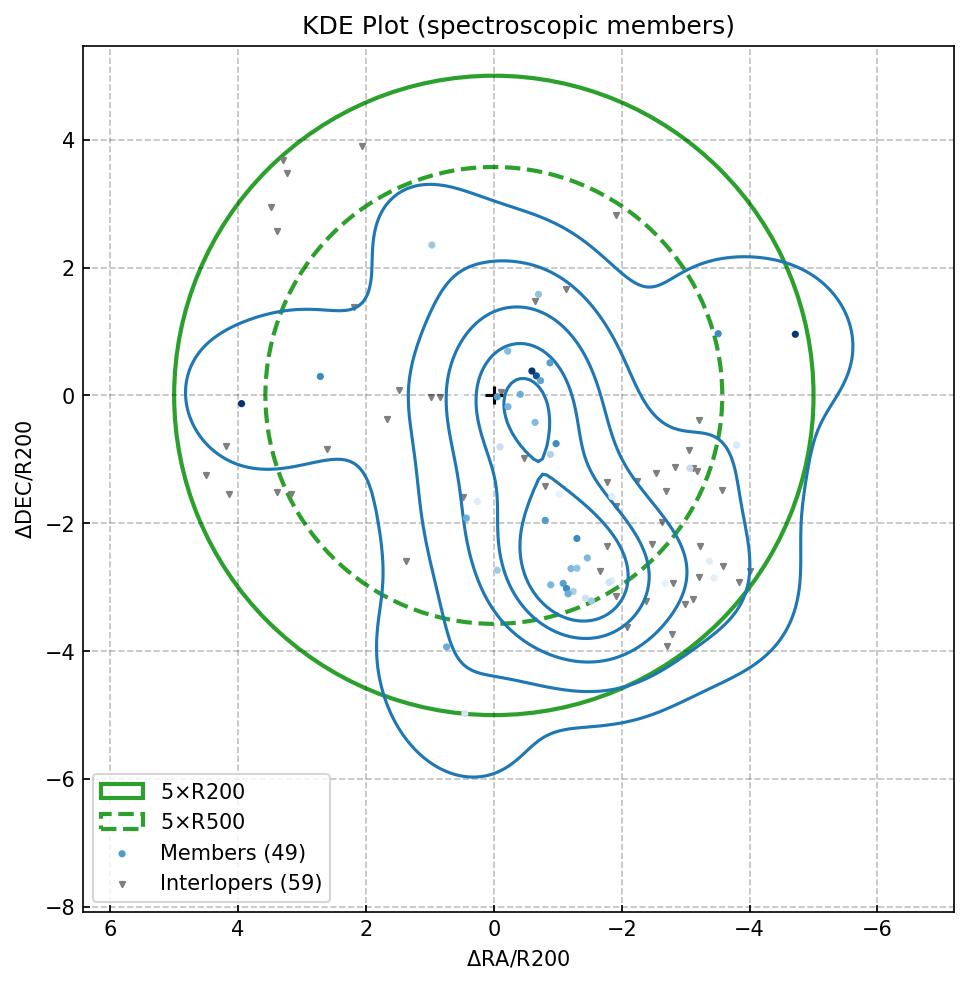 KDE Plot (spectroscopic members)
ΔDEC/R200
4
2
0
−2
−4
−6
−8
5×R200
5×R500
Members (49)
Interlopers (59)
6 4 2 0 −2 −4 −6
ΔRA/R200